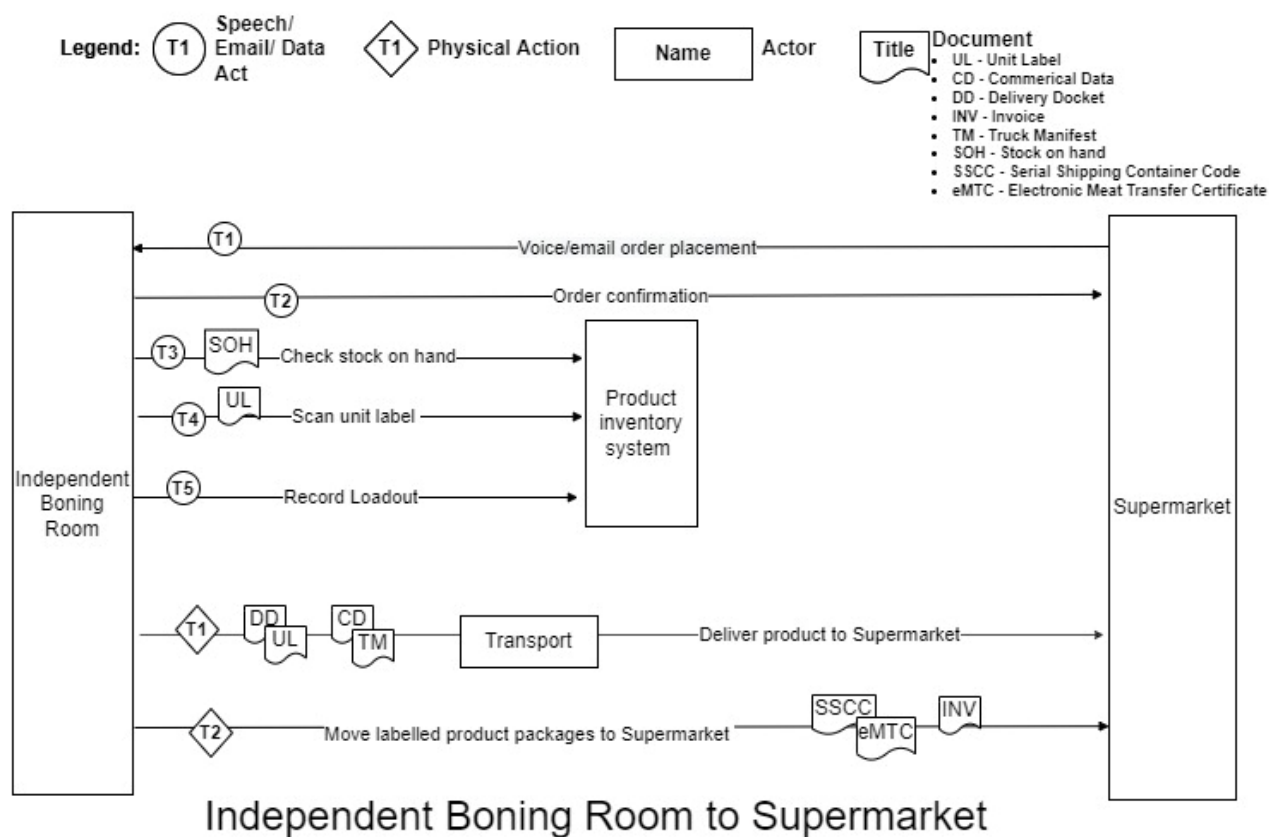 Legend:
T1
Speech/
Email/ Data
Act
T1
Physical Action
Name
Actor
Title
Document
• UL - Unit Label
• CD - Commerical Data
• DD - Delivery Docket
• INV - Invoice
• TM - Truck Manifest
• SOH - Stock on hand
• SSCC - Serial Shipping Container Code
• eMTC - Electronic Meat Transfer Certificate
Independent
Boning
Room
Supermarket
T1
Voice/email order placement
T2
Order confirmation
T3
SOH
Check stock on hand
T4
UL
Scan unit label
T5
Record Loadout
Product
inventory
system
T1
DD
UL
CD
TM
Transport
Deliver product to Supermarket
T2
Move labelled product packages to Supermarket
SSCC
eMTC
INV
Independent Boning Room to Supermarket